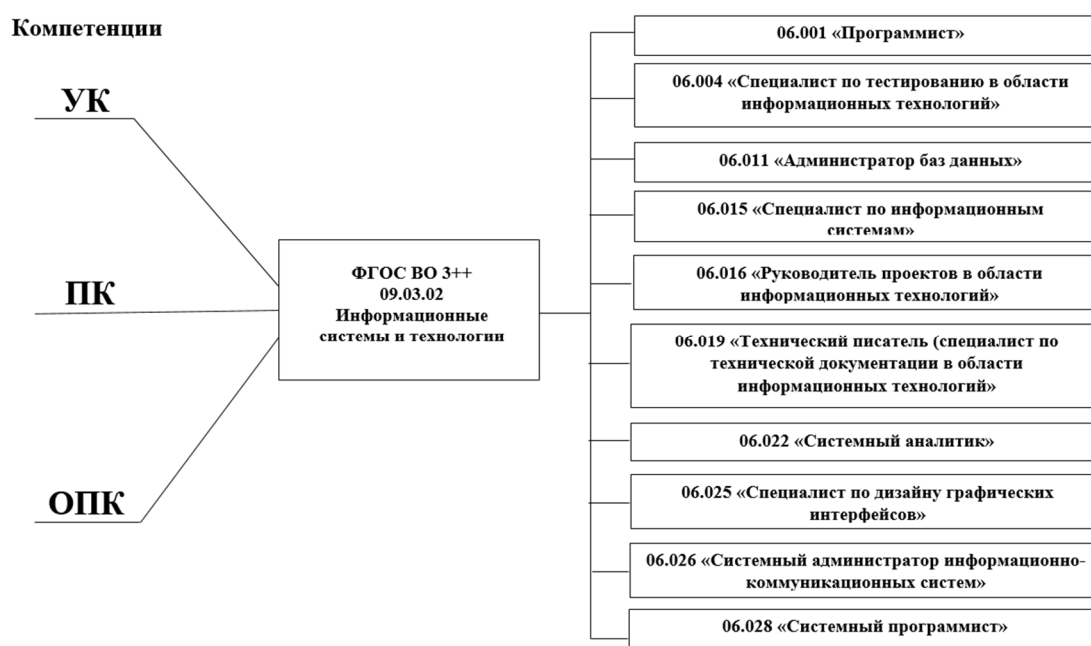 Компетенции
УК
ПК
ОПК
ФГОС ВО 3++
09.03.02
Информационные
системы и технологии
06.001 «Программист»
06.004 «Специалист по тестированию в области
информационных технологий»
06.011 «Администратор баз данных»
06.015 «Специалист по информационным
системам»
06.016 «Руководитель проектов в области
информационных технологий»
06.019 «Технический писатель (специалист по
технической документации в области
информационных технологий»
06.022 «Системный аналитик»
06.025 «Специалист по дизайну графических
интерфейсов»
06.026 «Системный администратор информационно-
коммуникационных систем»
06.028 «Системный программист»